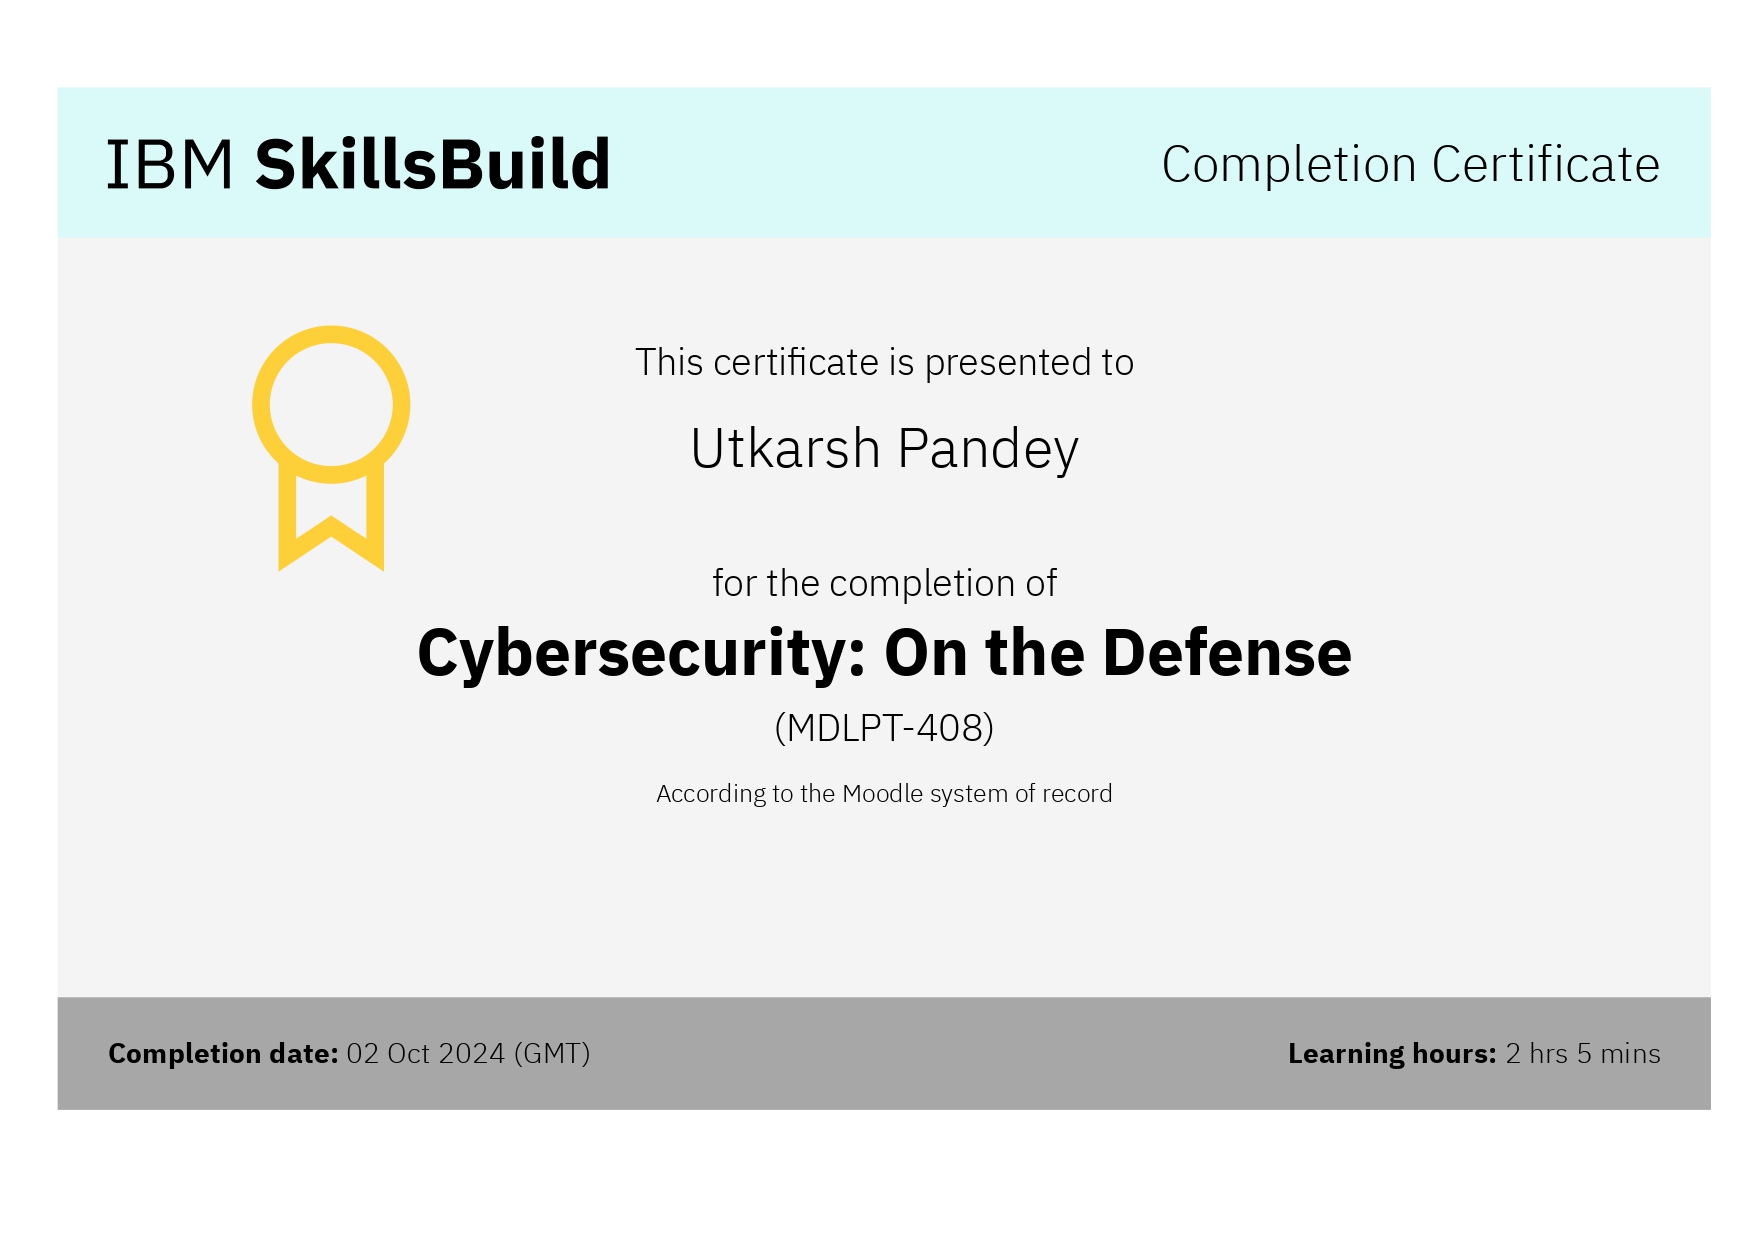 IBM SkillsBuild
Completion Certificate
This certificate is presented to
Utkarsh Pandey
for the completion of
Cybersecurity: On the Defense
(MDLPT-408)
According to the Moodle system of record
Completion date: 02 Oct 2024 (GMT)
Learning hours: 2 hrs 5 mins